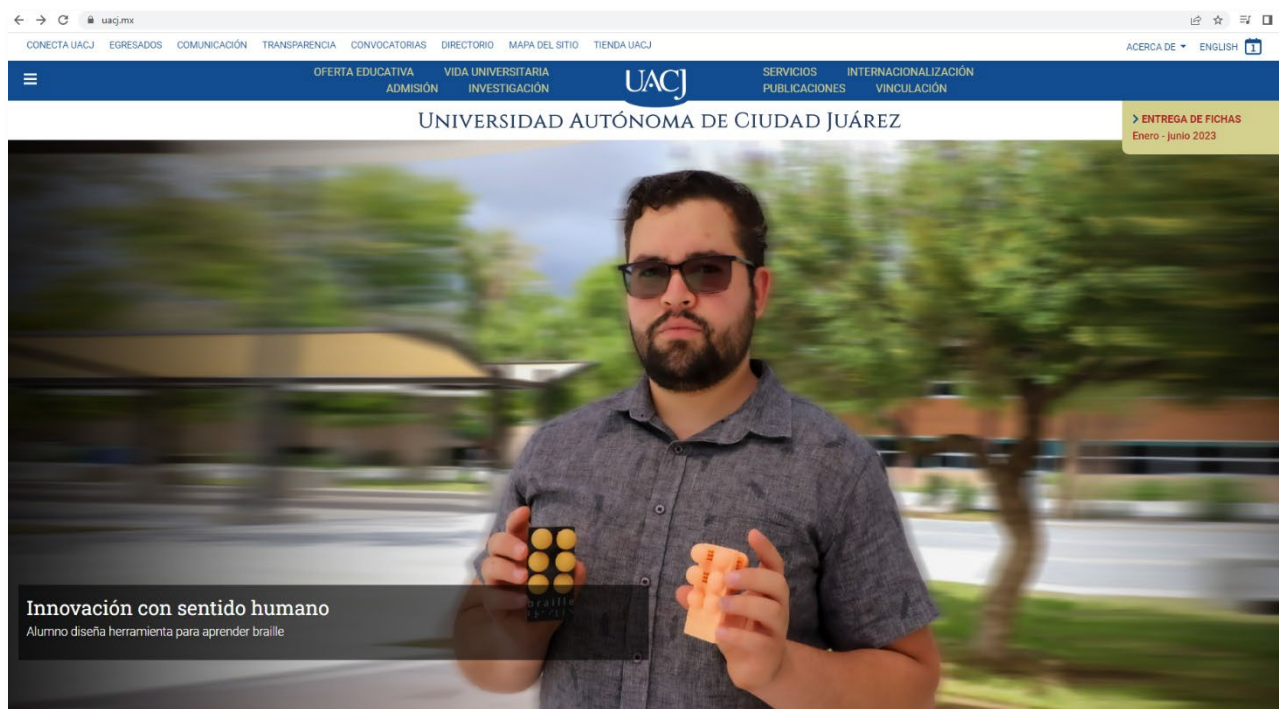 uacj.mx
CONECTA UACJ EGRESADOS COMUNICACIÓN TRANSPARENCIA CONVOCATORIAS DIRECTORIO MAPA DEL SITIO TIENDA UACJ ACERCA DE ENGLISH 1
OFERTA EDUCATIVA VIDA UNIVERSITARIA UACJ SERVICIOS INTERNACIONALIZACIÓN
ADMISIÓN INVESTIGACIÓN PUBLICACIONES VINCULACIÓN
UNIVERSIDAD AUTÓNOMA DE CIUDAD JUÁREZ
ENTREGA DE FICHAS
Enero - junio 2023
braille
Innovación con sentido humano
Alumno diseña herramienta para aprender braille